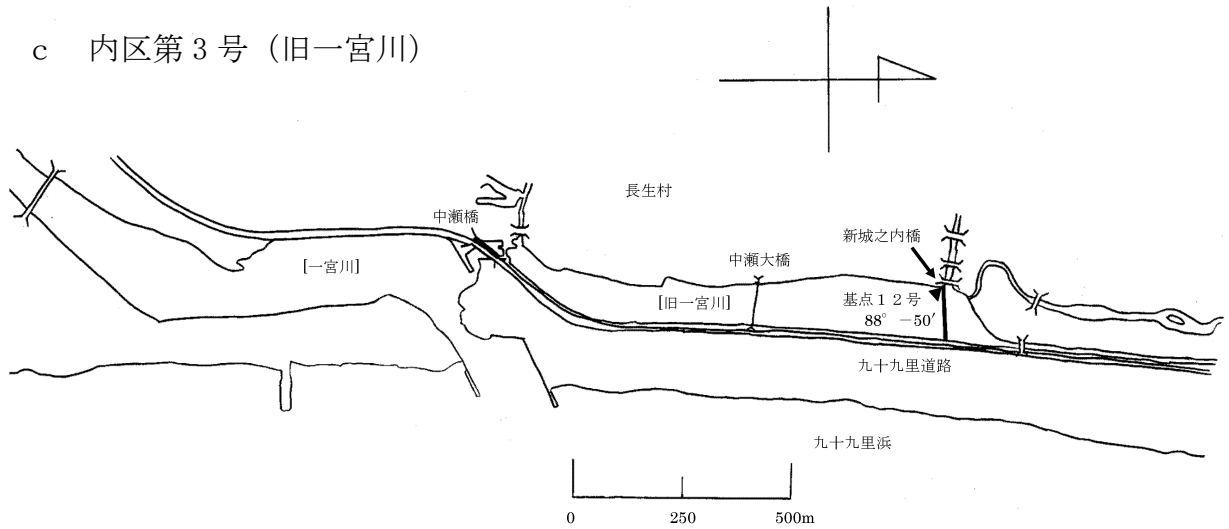 c 内区第3号（旧一宮川）
長生村
中瀬橋
新城之内橋
中瀬大橋
[一宮川]
[旧一宮川]
基点１２号
88° －50′
九十九里道路
九十九里浜
0 250 500m